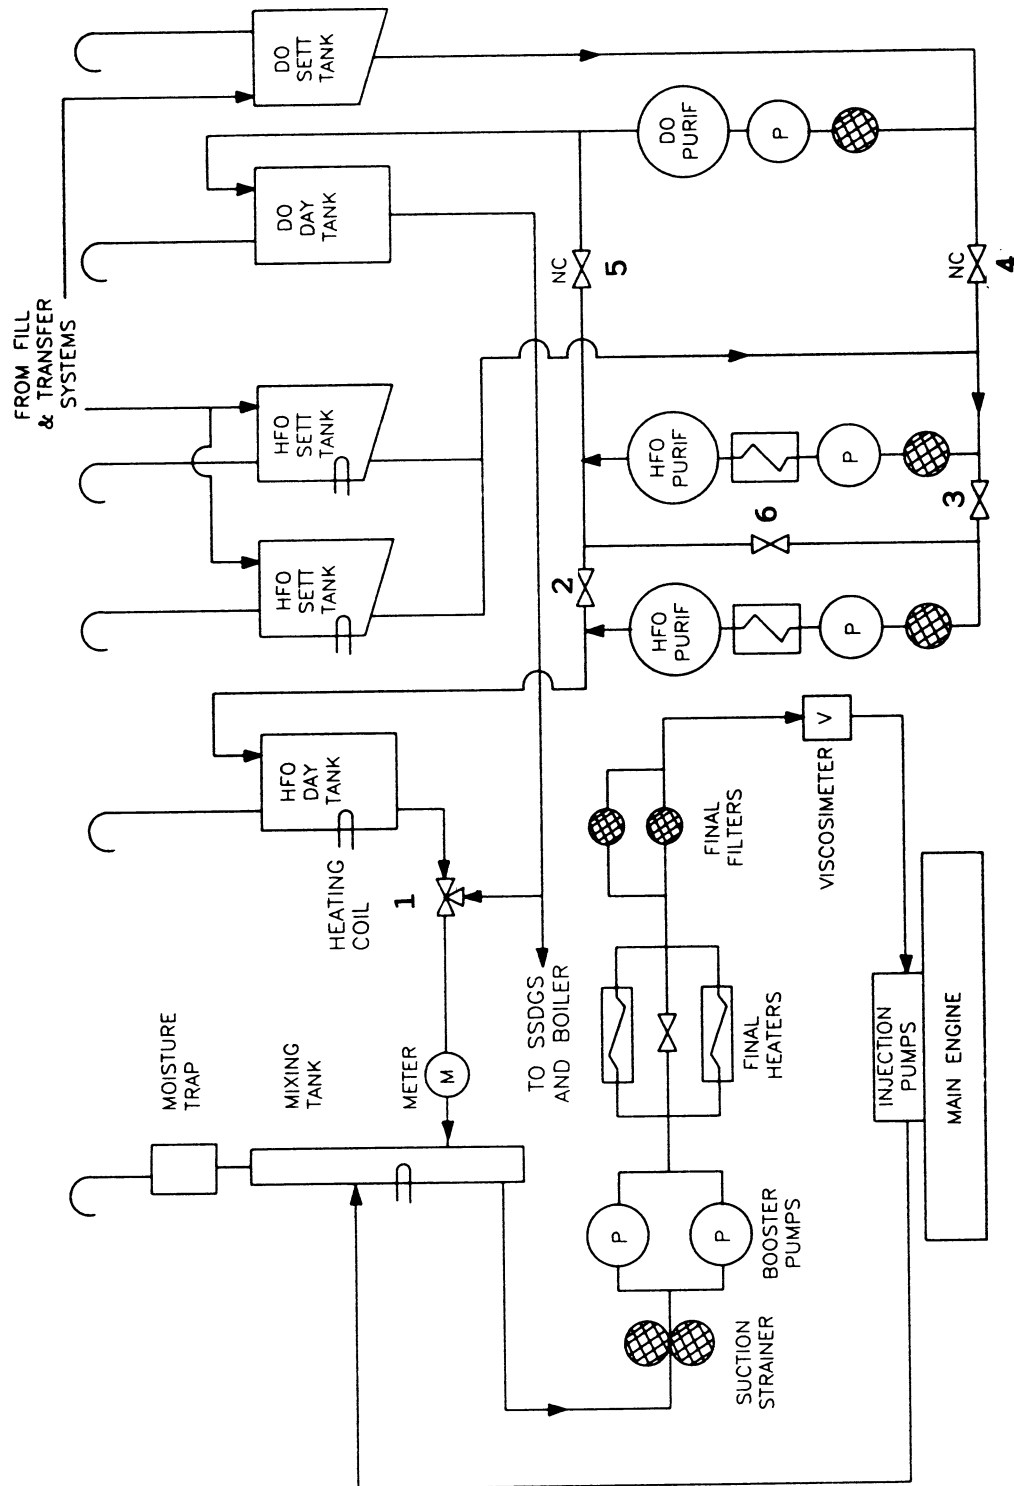 FROM FILL
& TRANSFER
SYSTEMS
DO
SETT
TANK
DO
DAY
TANK
HFO
SETT
TANK
HFO
SETT
TANK
HFO
DAY
TANK
HEATING
COIL
1
MOISTURE
TRAP
MIXING
TANK
METER
M
TO SSDGS
AND BOILER
DO
PURIF
P
NC
5
NC
4
HFO
PURIF
P
3
6
2
HFO
PURIF
P
V
VISCOSIMETER
FINAL
FILTERS
FINAL
HEATERS
P
P
BOOSTER
PUMPS
SUCTION
STRAINER
INJECTION
PUMPS
MAIN ENGINE